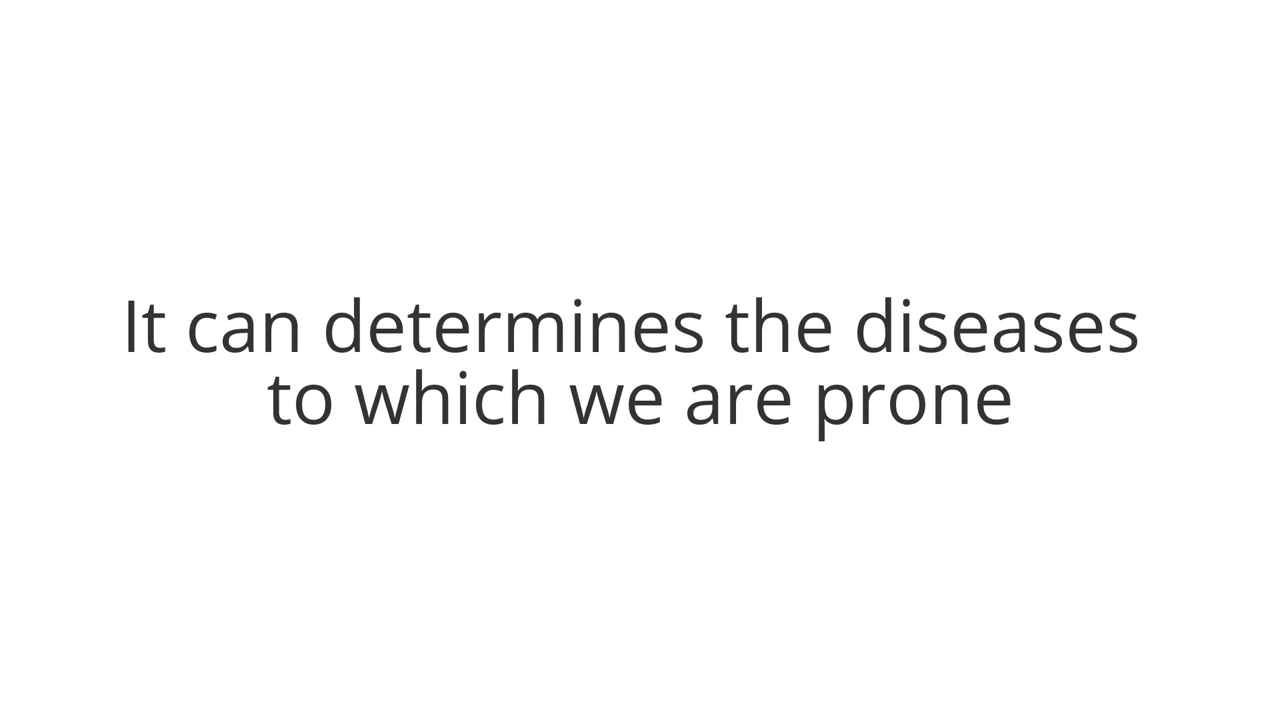 It can determines the diseases
to which we are prone